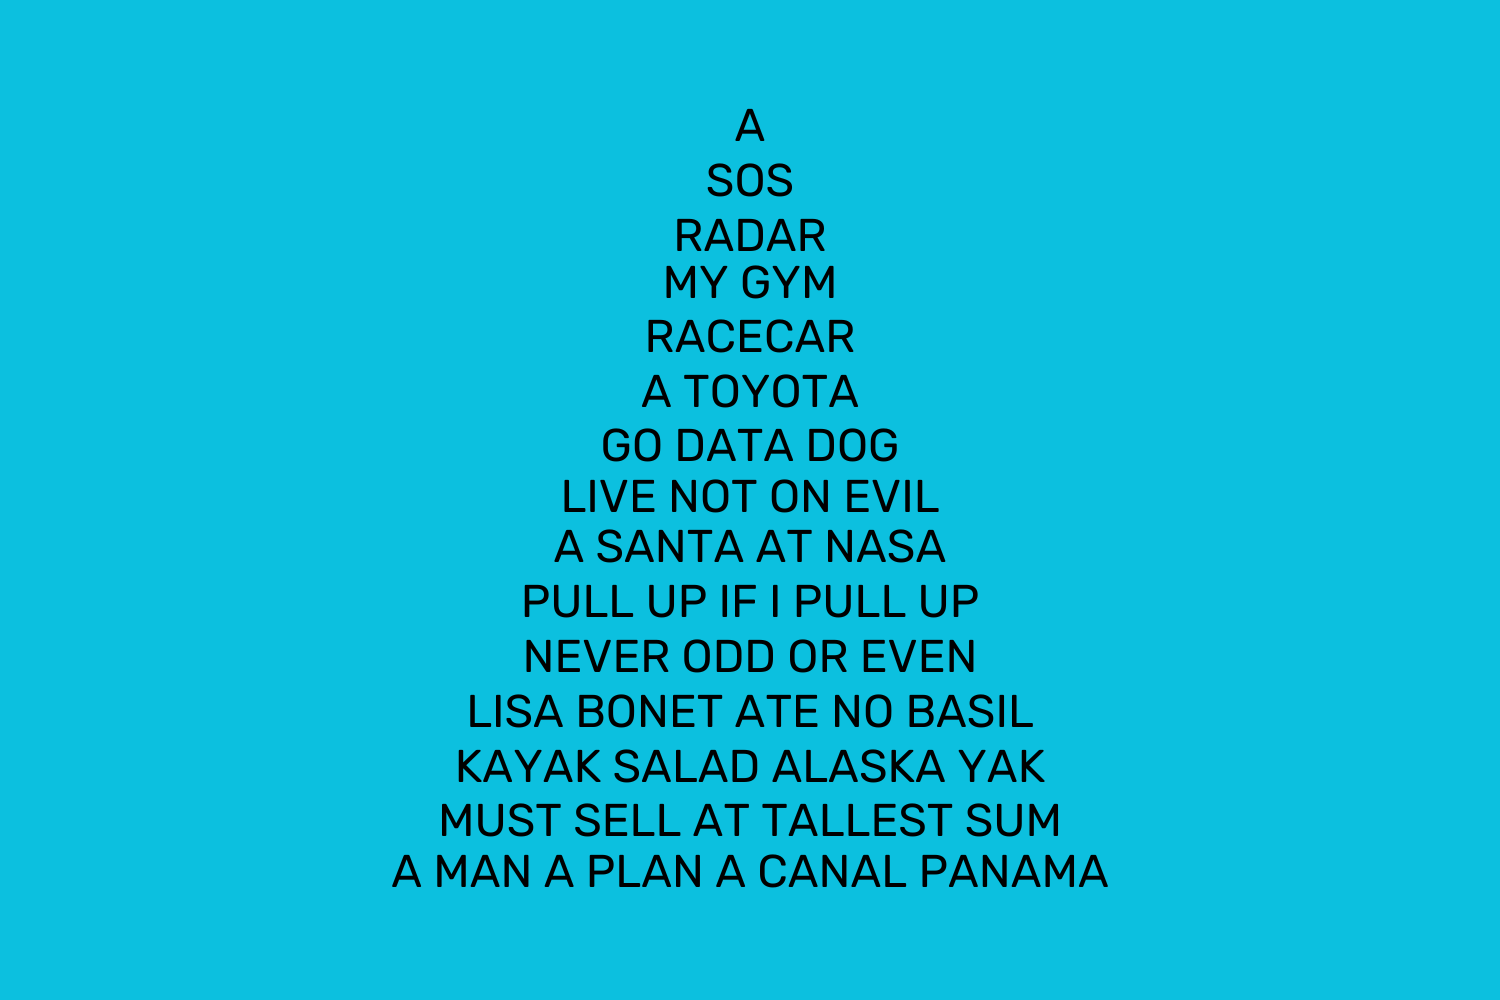 A
SOS
RADAR
MY GYM
RACECAR
A TOYOTA
GO DATA DOG
LIVE NOT ON EVIL
A SANTA AT NASA
PULL UP IF I PULL UP
NEVER ODD OR EVEN
LISA BONET ATE NO BASIL
KAYAK SALAD ALASKA YAK
MUST SELL AT TALLEST SUM
A MAN A PLAN A CANAL PANAMA